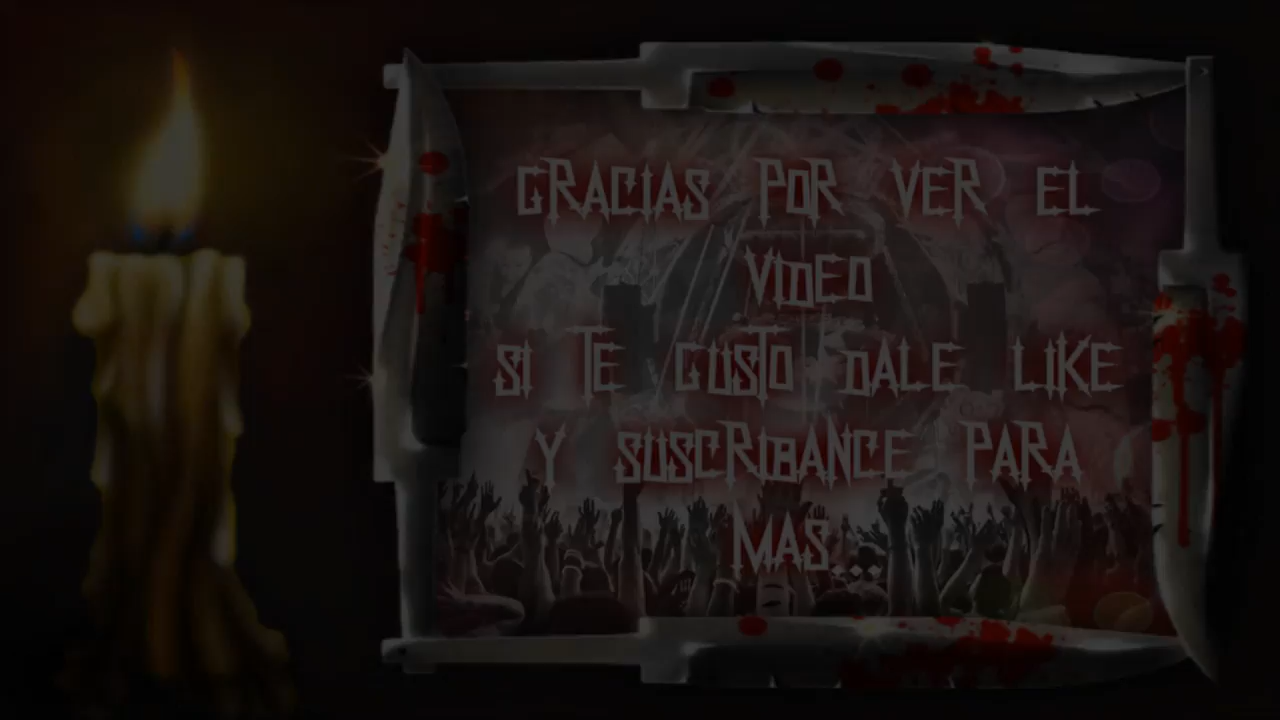 GRACIAS POR VER EL
VIDEO
SI TE GUSTO DALE LIKE
Y SUSCRIBANCE PARA
MAS...